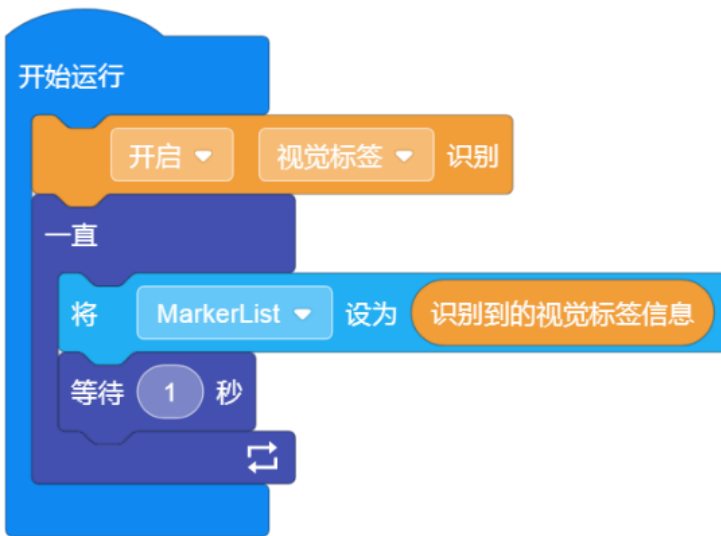 开始运行
开启 视觉标签 识别
一直
将 MarkerList 设为 识别到的视觉标签信息
等待 1 秒